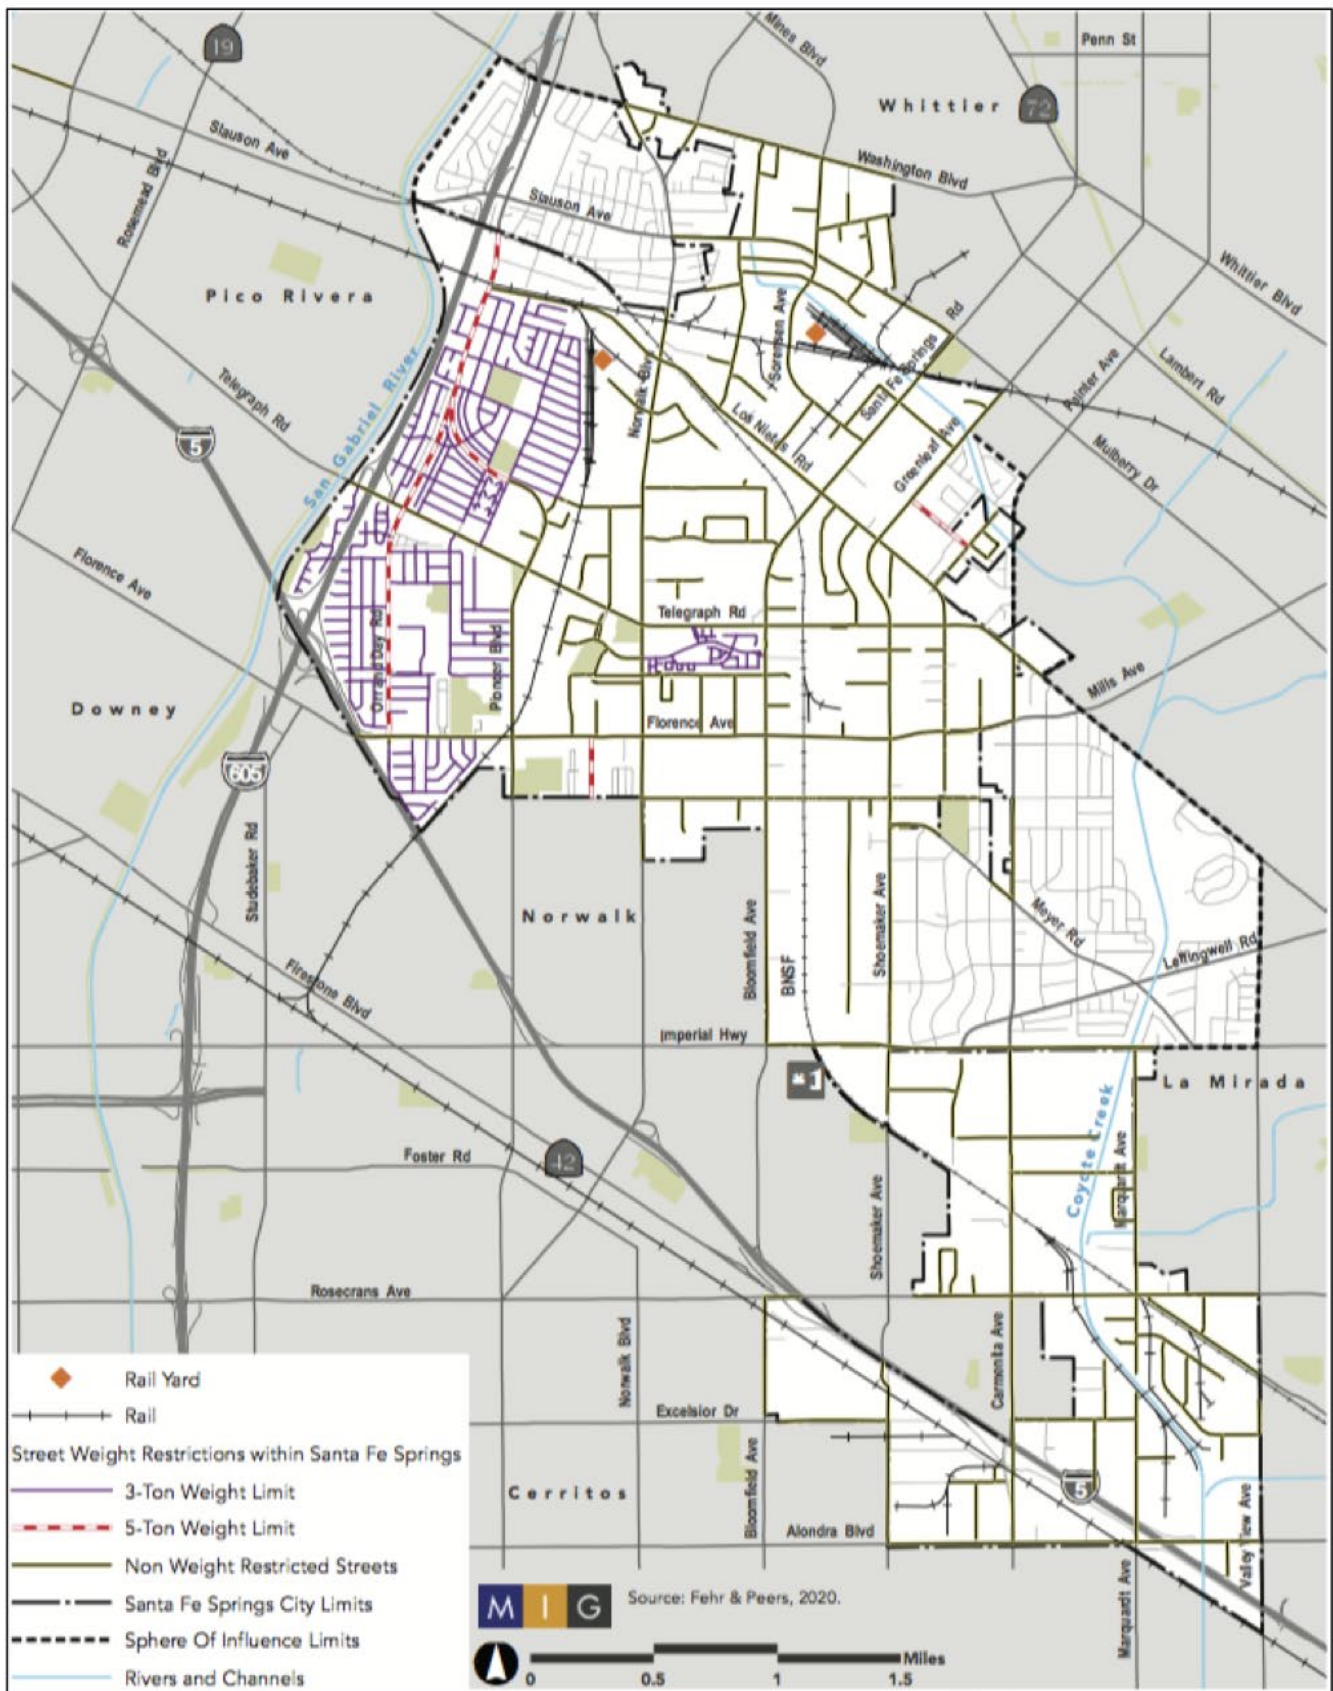 19
Mines Blvd
Penn St
Whittier
72
Slauson Ave
Rosemead Blvd
Washington Blvd
Slauson Ave
Whittier Blvd
Pico Rivera
Sorensen Ave
Santa Fe Springs Rd
Painter Ave
Lambert Rd
Norwalk Blv
Telegraph Rd
San Gabriel River
5
Los Nietos Rd
Greenleaf Ave
Mulberry Dr
Florence Ave
Telegraph Rd
Orr and Day Rd
Pioneer Blvd
Mills Ave
Downey
Florence Ave
605
Studebaker Rd
Norwalk
Bloomfield Ave
BNSF
Shoemaker Ave
Meyer Rd
Leffingwell Rd
Firestone Blvd
Imperial Hwy
La Mirada
Coyote Creek
Marquardt Ave
Foster Rd
42
Shoemaker Ave
Rosecrans Ave
Norwalk Blvd
Carmenita Ave
Excelsior Dr
Bloomfield Ave
Cerritos
5
Alondra Blvd
Valley View Ave
Marquardt Ave
Rail Yard
Rail
Street Weight Restrictions within Santa Fe Springs
3-Ton Weight Limit
5-Ton Weight Limit
Non Weight Restricted Streets
Santa Fe Springs City Limits
Sphere Of Influence Limits
Rivers and Channels
M I G
Source: Fehr & Peers, 2020.
Miles
0 0.5 1 1.5